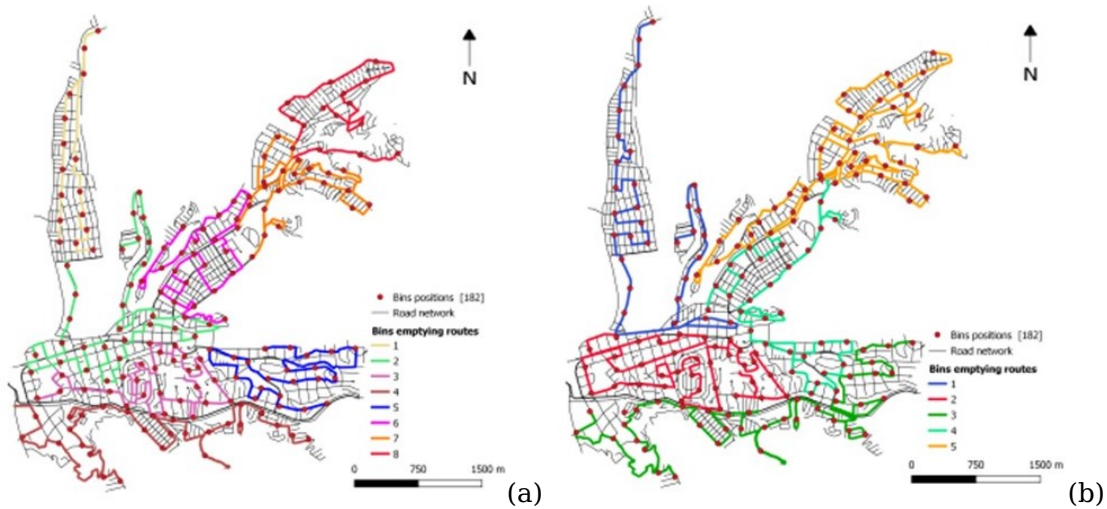 N
Bins positions [182]
Road network
Bins emptying routes
1
2
3
4
5
6
7
8
0 750 1500 m
(a)
N
Bins positions [182]
Road network
Bins emptying routes
1
2
3
4
5
0 750 1500 m
(b)